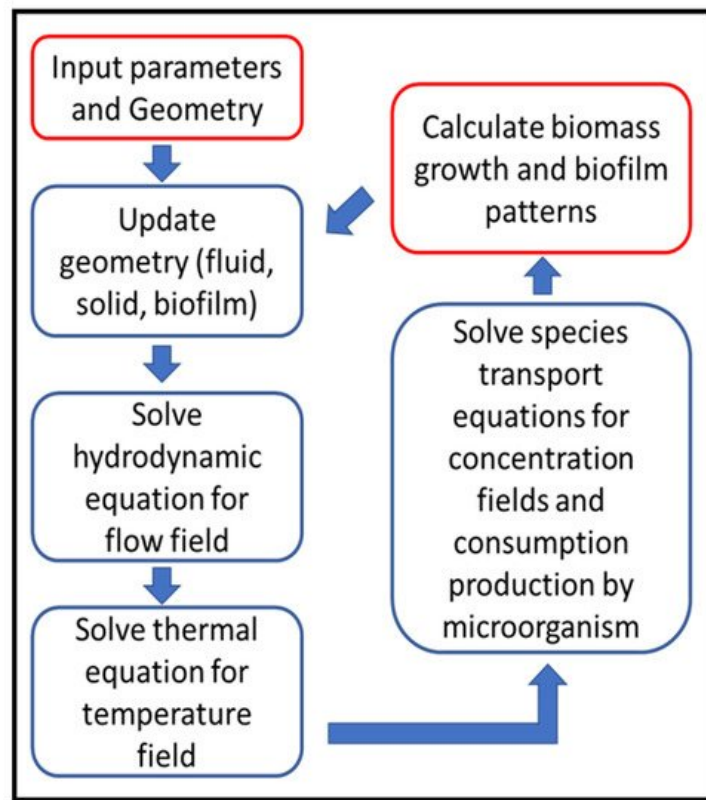 Input parameters
and Geometry
Update
geometry (fluid,
solid, biofilm)
Solve
hydrodynamic
equation for
flow field
Solve thermal
equation for
temperature
field
Solve species
transport
equations for
concentration
fields and
consumption
production by
microorganism
Calculate biomass
growth and biofilm
patterns